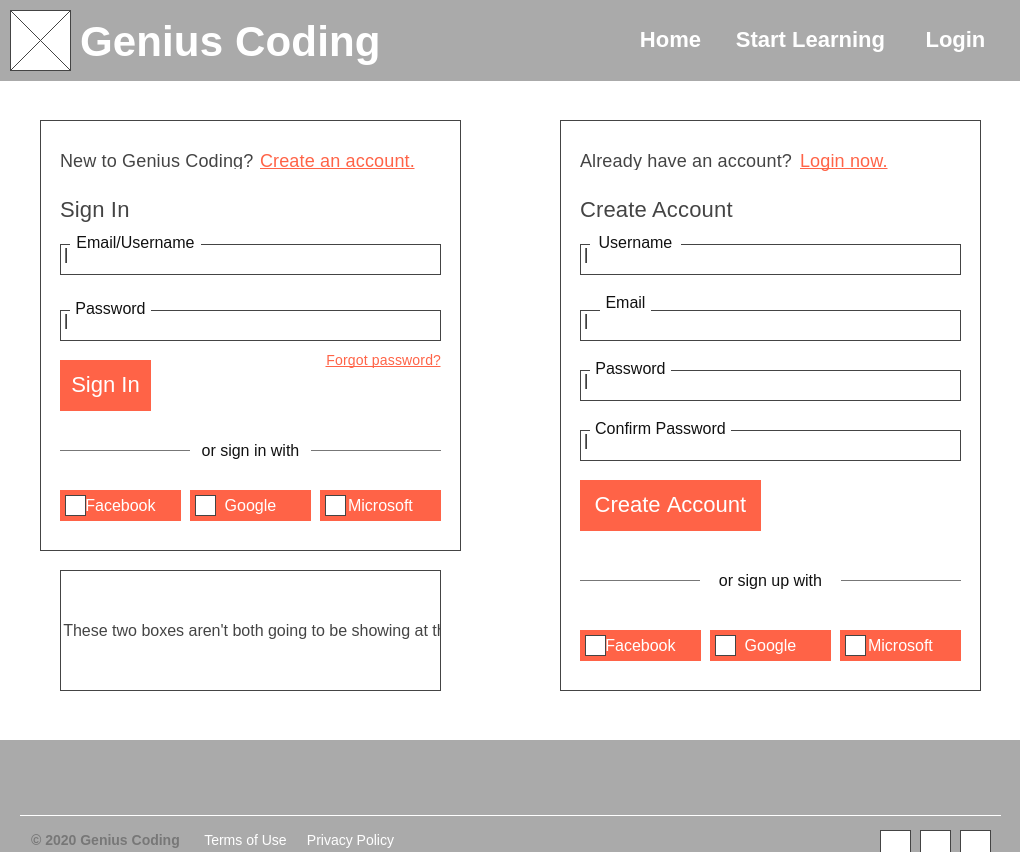 Genius Coding
Home Start Learning Login
New to Genius Coding? Create an account.
Sign In
Email/Username
Password
Forgot password?
Sign In
or sign in with
Facebook Google Microsoft
These two boxes aren't both going to be showing at th
Already have an account? Login now.
Create Account
Username
Email
Password
Confirm Password
Create Account
or sign up with
Facebook Google Microsoft
© 2020 Genius Coding Terms of Use Privacy Policy